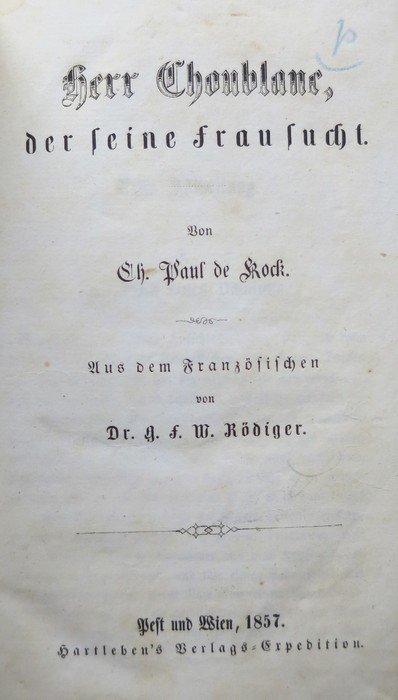 p
Herr Choublanc,
der seine Frau sucht.
Von
Ch. Paul de Kock.
Aus dem Französischen
von
Dr. G. F. W. Rödiger.
Pest und Wien, 1857.
Hartleben's Verlags-Expedition.